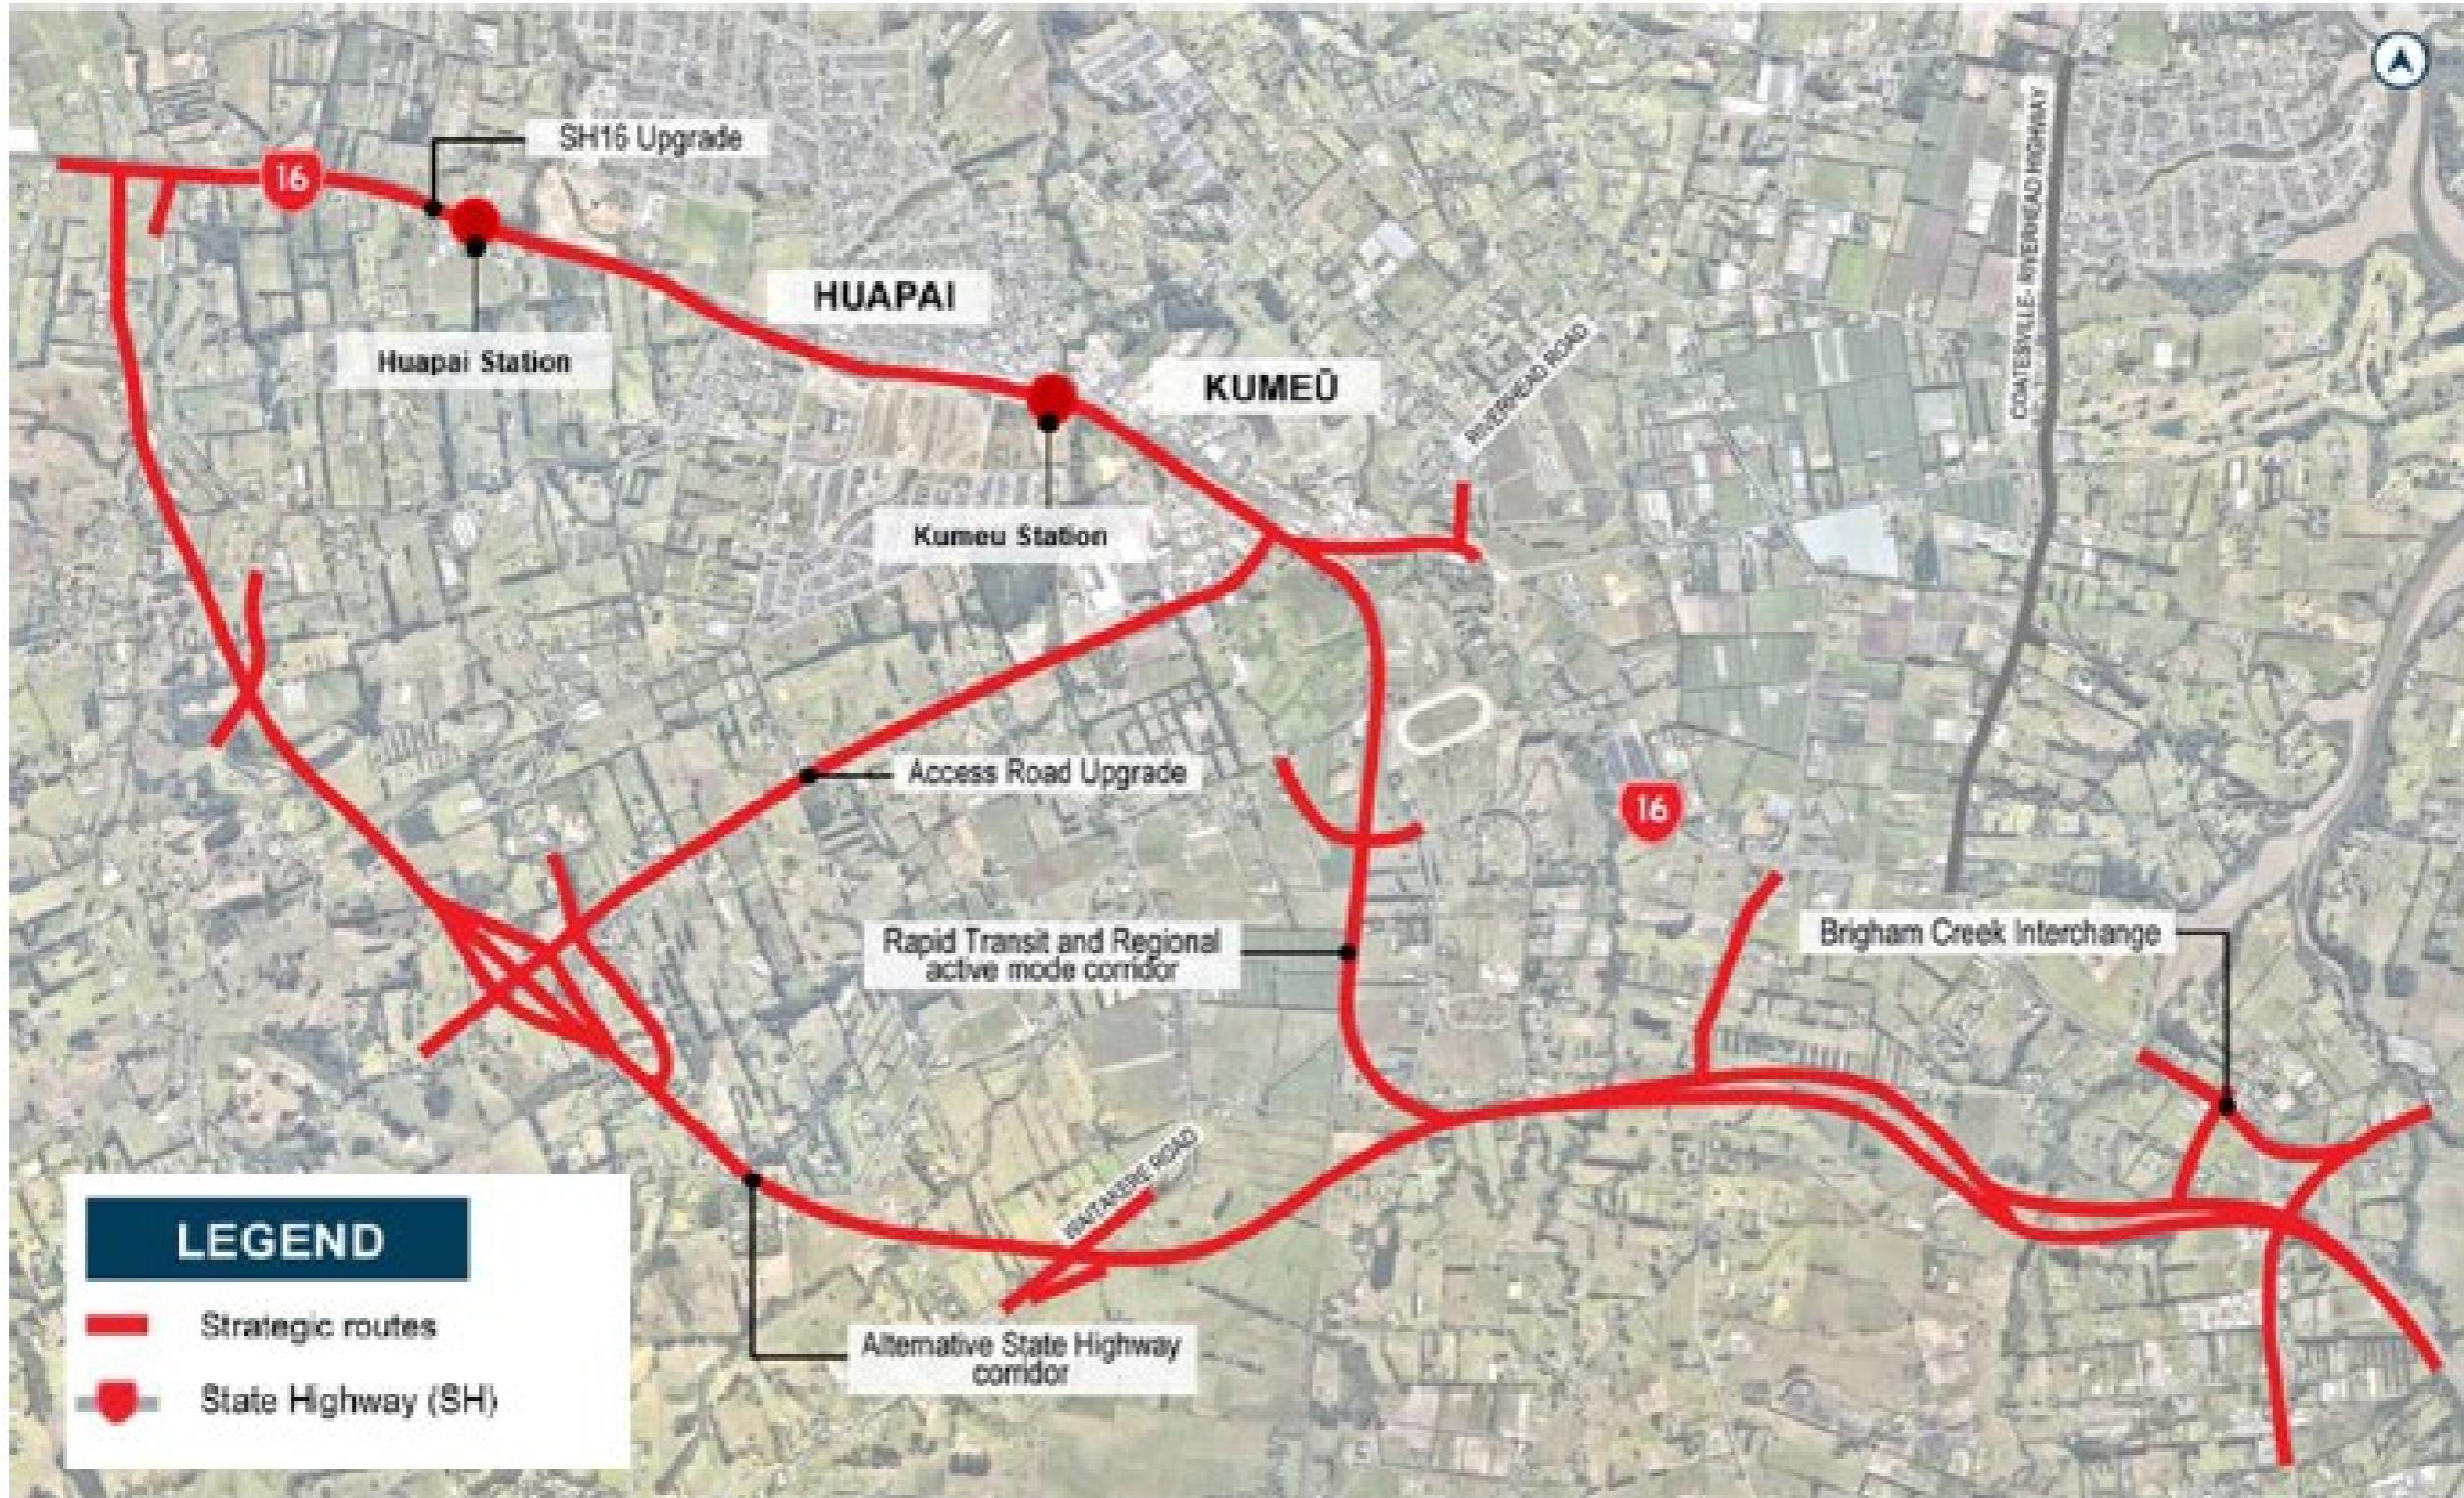 SH16 Upgrade
16
Huapai Station
HUAPAI
KUMEŪ
Kumeu Station
RIVERHEAD ROAD
COATESVILLE- RIVERHEAD HIGHWAY
Access Road Upgrade
16
Rapid Transit and Regional
active mode corridor
Brigham Creek Interchange
WAITAKERE ROAD
Alternative State Highway
corridor
LEGEND
Strategic routes
State Highway (SH)